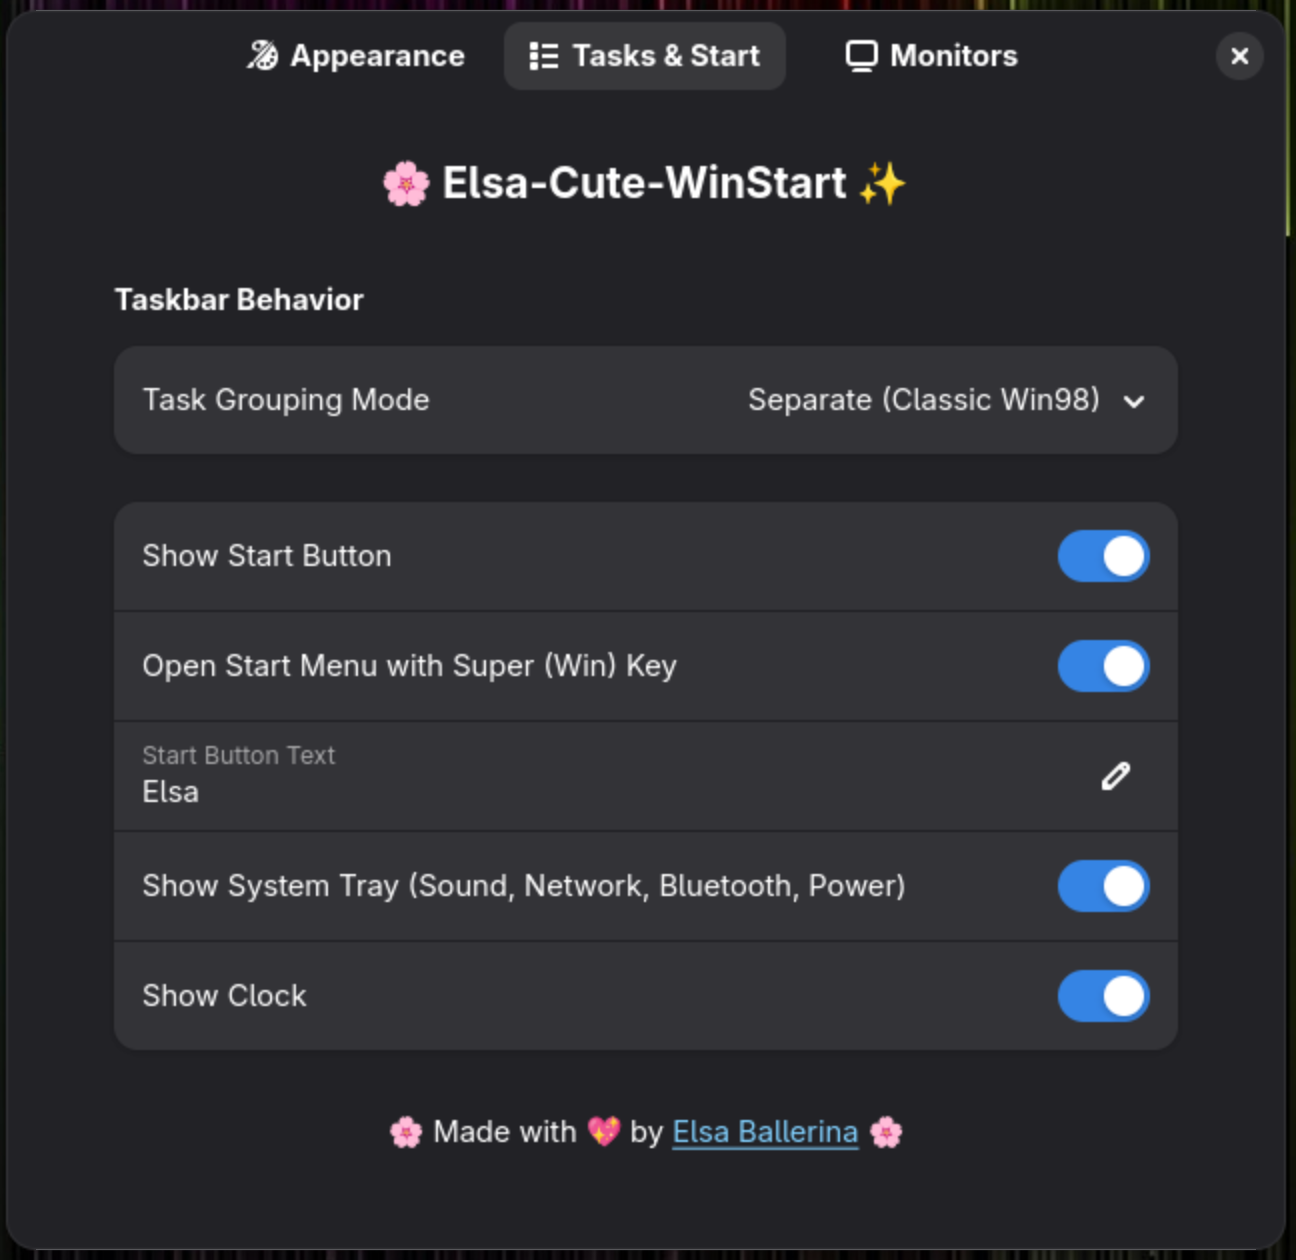 Appearance
Tasks & Start
Monitors
🌸 Elsa-Cute-WinStart ✨
Taskbar Behavior
Task Grouping Mode
Separate (Classic Win98)
Show Start Button
Open Start Menu with Super (Win) Key
Start Button Text
Elsa
Show System Tray (Sound, Network, Bluetooth, Power)
Show Clock
🌸 Made with 💖 by Elsa Ballerina 🌸